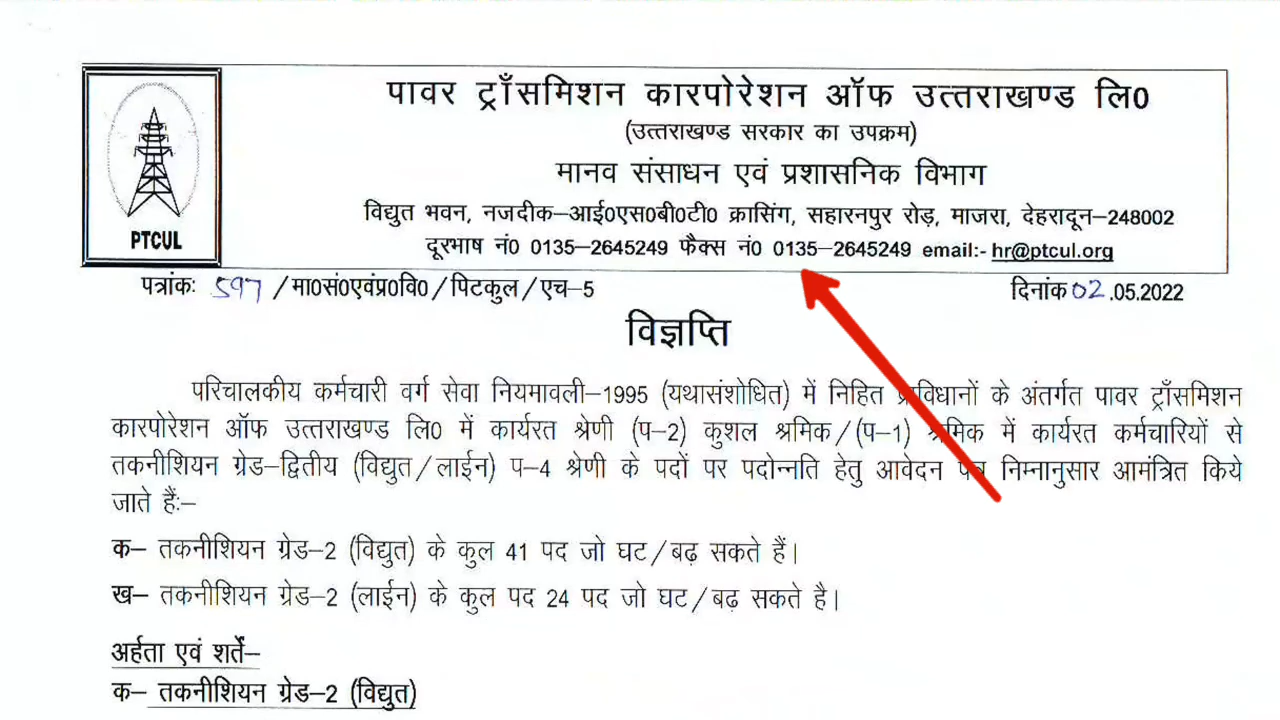 पावर ट्राँसमिशन कारपोरेशन ऑफ उत्तराखण्ड लि0
(उत्तराखण्ड सरकार का उपक्रम)
मानव संसाधन एवं प्रशासनिक विभाग
विद्युत भवन, नजदीक–आई0एस0बी0टी0 क्रासिंग, सहारनपुर रोड़, माजरा, देहरादून–248002
दूरभाष नं0 0135–2645249 फैक्स नं0 0135–2645249 email:- hr@ptcul.org
PTCUL
पत्रांकः 597 /मा0सं0एवंप्र0वि0/पिटकुल/एच-5 दिनांक 02.05.2022
विज्ञप्ति
परिचालकीय कर्मचारी वर्ग सेवा नियमावली–1995 (यथासंशोधित) में निहित प्राविधानों के अंतर्गत पावर ट्राँसमिशन
कारपोरेशन ऑफ उत्तराखण्ड लि0 में कार्यरत श्रेणी (प–2) कुशल श्रमिक/(प–1) श्रमिक में कार्यरत कर्मचारियों से
तकनीशियन ग्रेड–द्वितीय (विद्युत/लाईन) प–4 श्रेणी के पदों पर पदोन्नति हेतु आवेदन पत्र निम्नानुसार आमंत्रित किये
जाते हैंः–
क– तकनीशियन ग्रेड–2 (विद्युत) के कुल 41 पद जो घट/बढ़ सकते हैं।
ख– तकनीशियन ग्रेड–2 (लाईन) के कुल पद 24 पद जो घट/बढ़ सकते है।
अर्हता एवं शर्ते–
क– तकनीशियन ग्रेड–2 (विद्युत)